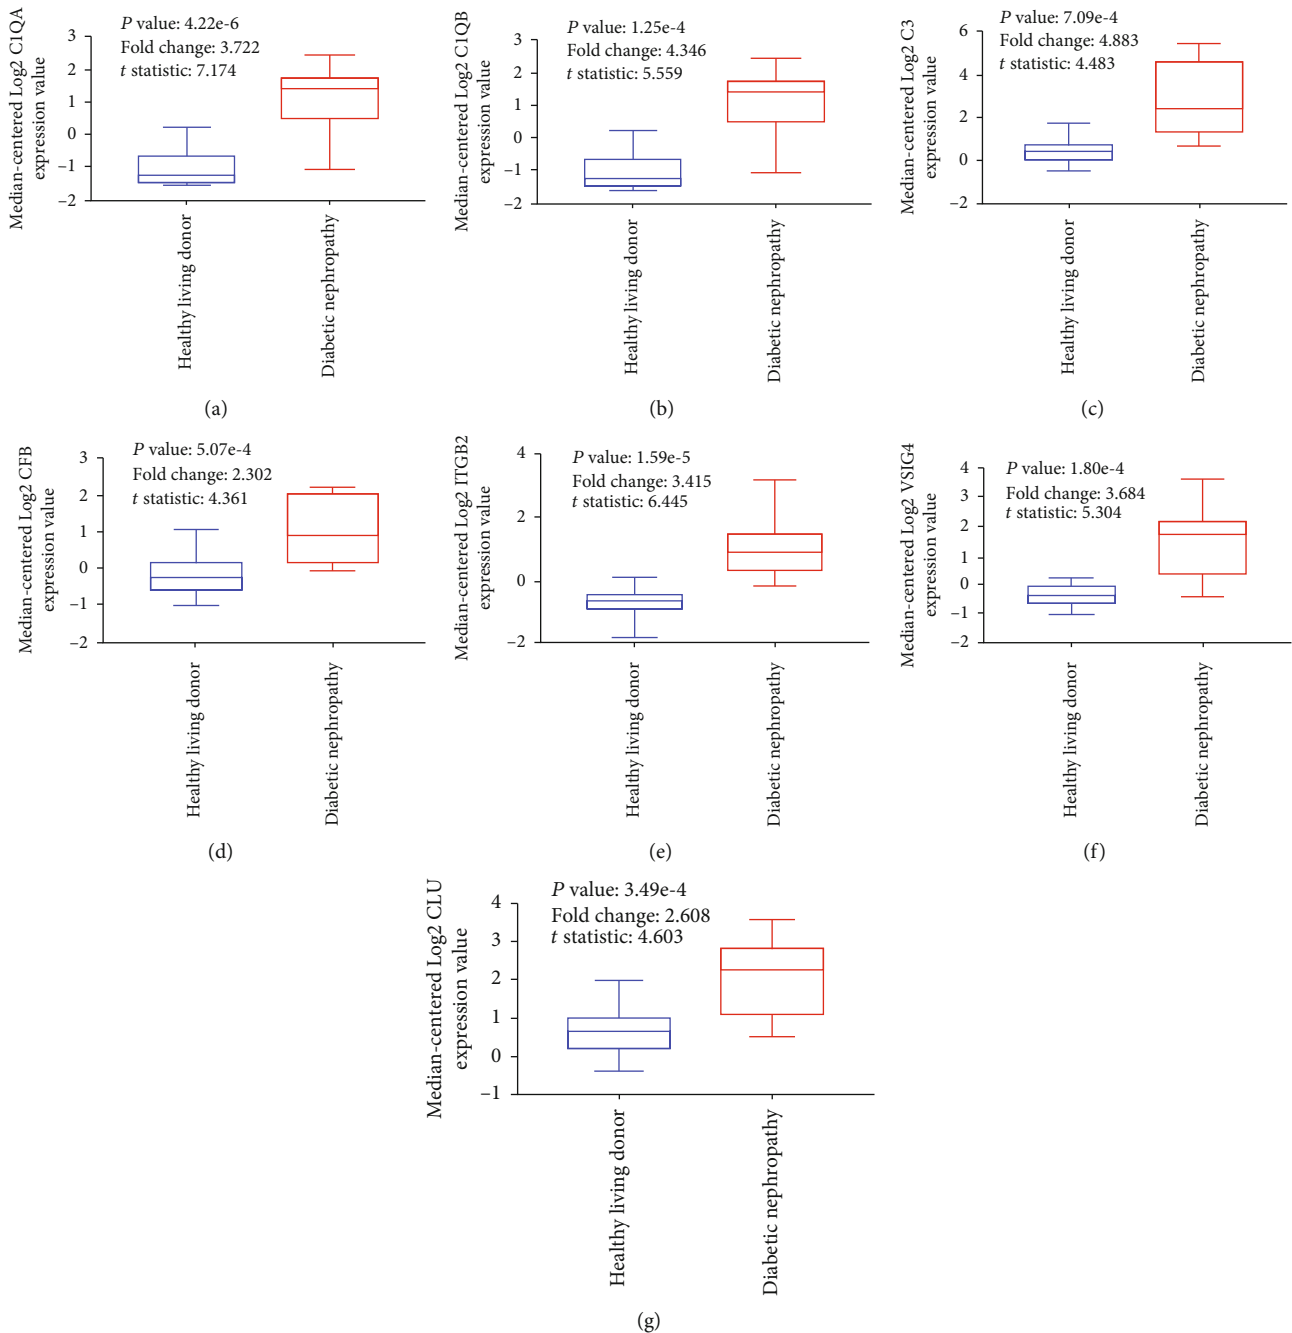 Median-centered Log2 C1QA
expression value
P value: 4.22e-6
Fold change: 3.722
t statistic: 7.174
3
2
1
0
–1
–2
Healthy living donor
Diabetic nephropathy
(a)
Median-centered Log2 C1QB
expression value
P value: 1.25e-4
Fold change: 4.346
t statistic: 5.559
3
2
1
0
–1
–2
Healthy living donor
Diabetic nephropathy
(b)
Median-centered Log2 C3
expression value
P value: 7.09e-4
Fold change: 4.883
t statistic: 4.483
6
4
2
0
–2
Healthy living donor
Diabetic nephropathy
(c)
Median-centered Log2 CFB
expression value
P value: 5.07e-4
Fold change: 2.302
t statistic: 4.361
3
2
1
0
–1
–2
Healthy living donor
Diabetic nephropathy
(d)
Median-centered Log2 ITGB2
expression value
P value: 1.59e-5
Fold change: 3.415
t statistic: 6.445
4
2
0
–2
Healthy living donor
Diabetic nephropathy
(e)
Median-centered Log2 VSIG4
expression value
P value: 1.80e-4
Fold change: 3.684
t statistic: 5.304
4
3
2
1
0
–1
–2
Healthy living donor
Diabetic nephropathy
(f)
Median-centered Log2 CLU
expression value
P value: 3.49e-4
Fold change: 2.608
t statistic: 4.603
4
3
2
1
0
–1
Healthy living donor
Diabetic nephropathy
(g)